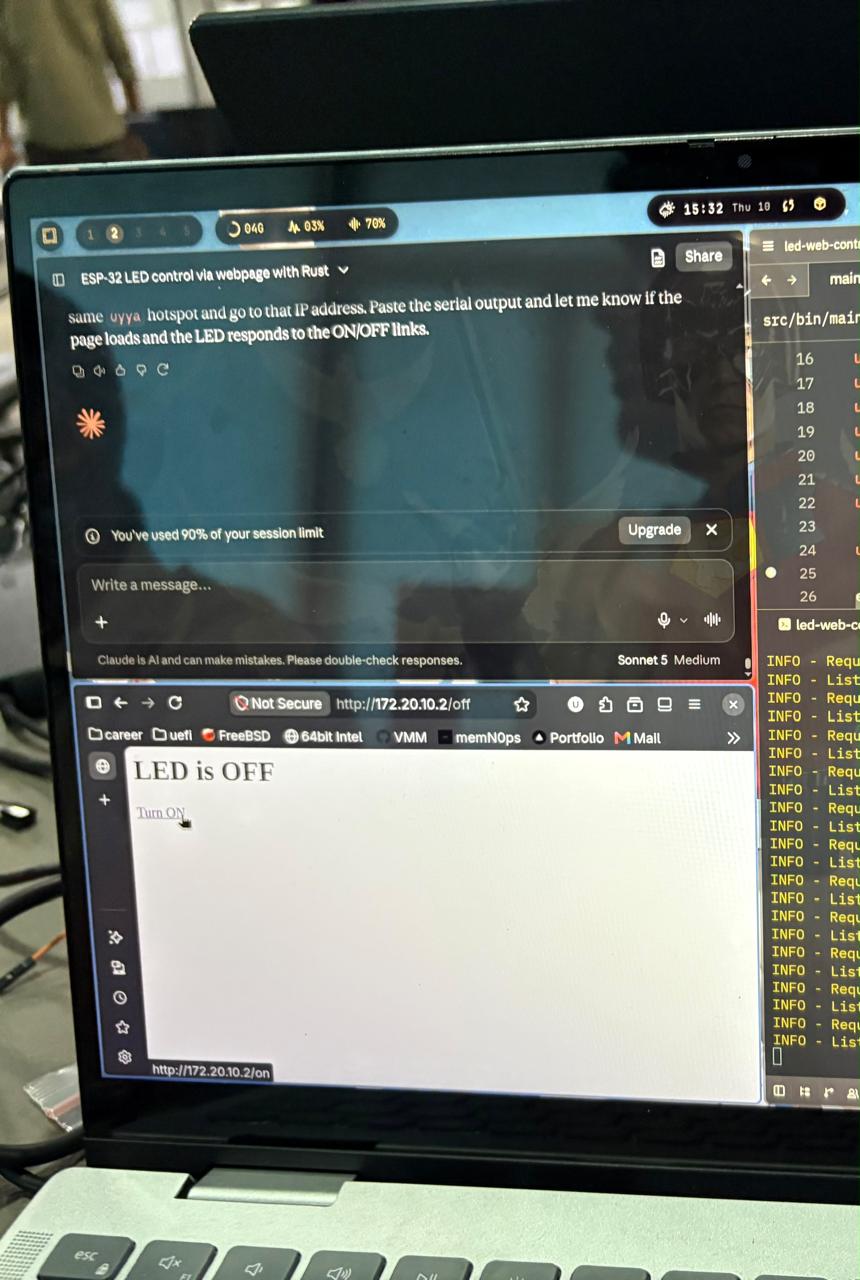 1 2 3 4 5
04G 03% 70%
15:32 Thu 10
ESP-32 LED control via webpage with Rust
Share
same uyya hotspot and go to that IP address. Paste the serial output and let me know if the
page loads and the LED responds to the ON/OFF links.
You've used 90% of your session limit
Upgrade
Write a message...
Claude is AI and can make mistakes. Please double-check responses.
Sonnet 5 Medium
led-web-cont
main
src/bin/main
16
17
18
19
20
21
22
23
24
25
26
led-web-co
INFO - Requ
INFO - List
INFO - Requ
INFO - List
INFO - Requ
INFO - List
INFO - Requ
INFO - List
INFO - Requ
INFO - List
INFO - Requ
INFO - List
INFO - Requ
INFO - List
INFO - Requ
INFO - List
INFO - Requ
INFO - List
INFO - Requ
INFO - List
INFO - Requ
INFO - List
Not Secure http://172.20.10.2/off
U
career uefi FreeBSD 64bit Intel VMM memN0ps Portfolio Mail
LED is OFF
Turn ON
http://172.20.10.2/on
esc
F1